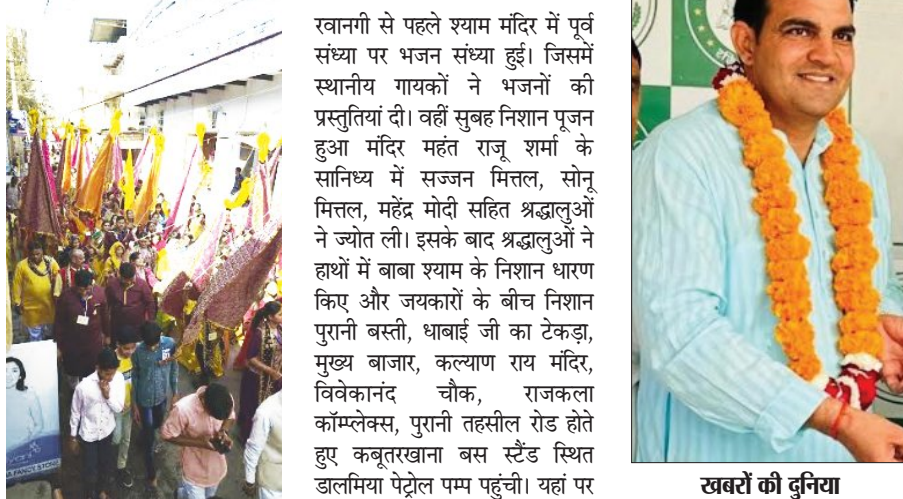 रवानगी से पहले श्याम मंदिर में पूर्व
संध्या पर भजन संध्या हुई। जिसमें
स्थानीय गायकों ने भजनों की
प्रस्तुतियां दी। वहीं सुबह निशान पूजन
हुआ मंदिर महंत राजू शर्मा के
सानिध्य में सज्जन मित्तल, सोनू
मित्तल, महेंद्र मोदी सहित श्रद्धालुओं
ने ज्योत ली। इसके बाद श्रद्धालुओं ने
हाथों में बाबा श्याम के निशान धारण
किए और जयकारों के बीच निशान
पुरानी बस्ती, धाबाई जी का टेकड़ा,
मुख्य बाजार, कल्याण राय मंदिर,
विवेकानंद चौक, राजकला
कॉम्प्लेक्स, पुरानी तहसील रोड होते
हुए कबूतरखाना बस स्टैंड स्थित
डालमिया पेट्रोल पम्प पहुंची। यहां पर
खबरों की दुनिया